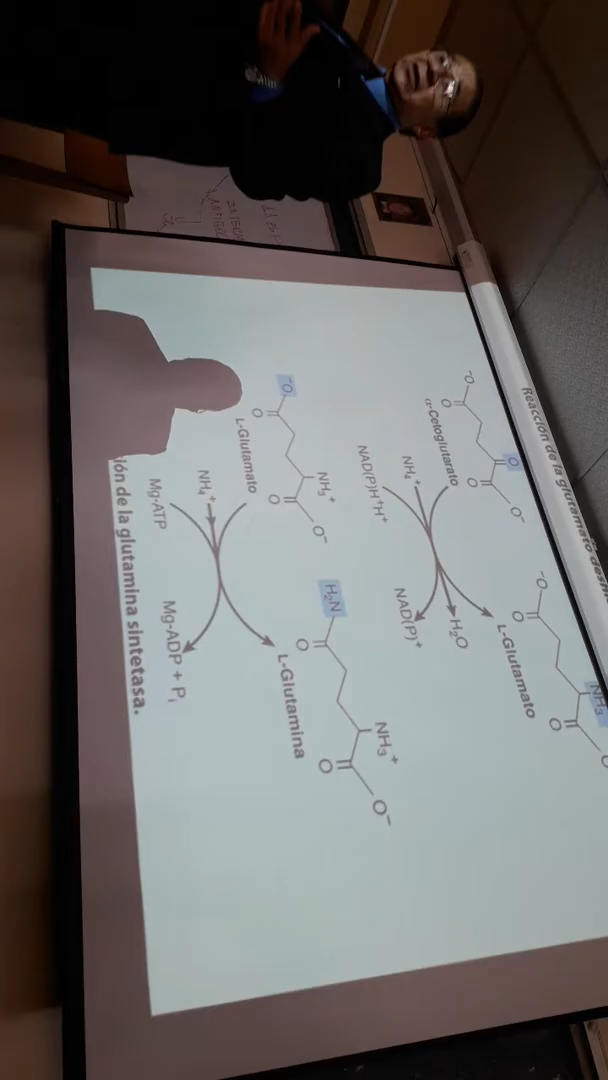 Reacción de la glutamato
O
⁻O
O
O
O⁻
α-Cetoglutarato
NH₄⁺
NAD(P)H⁺H⁺
H₂O
NAD(P)⁺
⁻O
O
NH₃
O
L-Glutamato
⁻O
O
NH₃⁺
O
O⁻
L-Glutamato
NH₄⁺
Mg-ATP
Mg-ADP + Pᵢ
H₂N
O
NH₃⁺
O
O⁻
L-Glutamina
ión de la glutamina sintetasa.